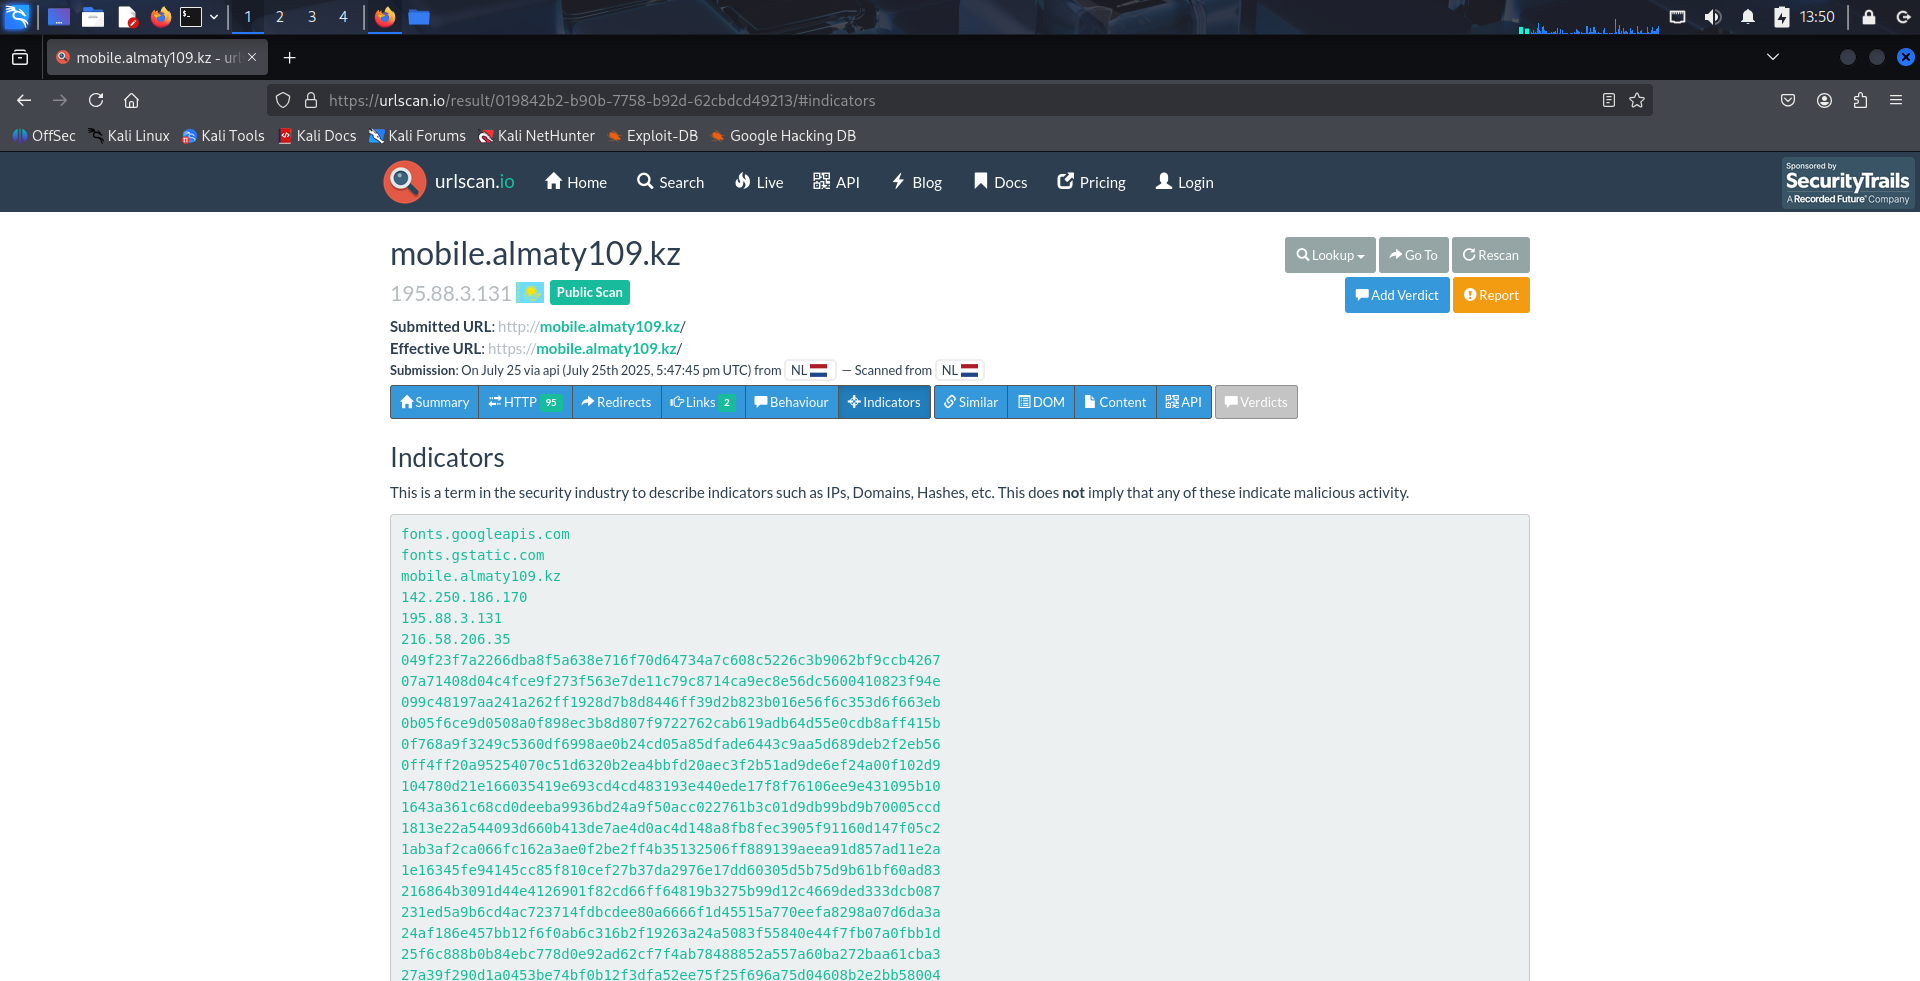 1 2 3 4
13:50
mobile.almaty109.kz - url
https://urlscan.io/result/019842b2-b90b-7758-b92d-62cbdcd49213/#indicators
OffSec Kali Linux Kali Tools Kali Docs Kali Forums Kali NetHunter Exploit-DB Google Hacking DB
urlscan.io Home Search Live API Blog Docs Pricing Login
Sponsored by
SecurityTrails
A Recorded Future® Company
mobile.almaty109.kz
Lookup Go To Rescan
195.88.3.131 Public Scan
Add Verdict Report
Submitted URL: http://mobile.almaty109.kz/
Effective URL: https://mobile.almaty109.kz/
Submission: On July 25 via api (July 25th 2025, 5:47:45 pm UTC) from NL — Scanned from NL
Summary HTTP 95 Redirects Links 2 Behaviour Indicators Similar DOM Content API Verdicts
Indicators
This is a term in the security industry to describe indicators such as IPs, Domains, Hashes, etc. This does not imply that any of these indicate malicious activity.
fonts.googleapis.com
fonts.gstatic.com
mobile.almaty109.kz
142.250.186.170
195.88.3.131
216.58.206.35
049f23f7a2266dba8f5a638e716f70d64734a7c608c5226c3b9062bf9ccb4267
07a71408d04c4fce9f273f563e7de11c79c8714ca9ec8e56dc5600410823f94e
099c48197aa241a262ff1928d7b8d8446ff39d2b823b016e56f6c353d6f663eb
0b05f6ce9d0508a0f898ec3b8d807f9722762cab619adb64d55e0cdb8aff415b
0f768a9f3249c5360df6998ae0b24cd05a85dfade6443c9aa5d689deb2f2eb56
0ff4ff20a95254070c51d6320b2ea4bbfd20aec3f2b51ad9de6ef24a00f102d9
104780d21e166035419e693cd4cd483193e440ede17f8f76106ee9e431095b10
1643a361c68cd0deeba9936bd24a9f50acc022761b3c01d9db99bd9b70005ccd
1813e22a544093d660b413de7ae4d0ac4d148a8fb8fec3905f91160d147f05c2
1ab3af2ca066fc162a3ae0f2be2ff4b35132506ff889139aeea91d857ad11e2a
1e16345fe94145cc85f810cef27b37da2976e17dd60305d5b75d9b61bf60ad83
216864b3091d44e4126901f82cd66ff64819b3275b99d12c4669ded333dcb087
231ed5a9b6cd4ac723714fdbcdee80a6666f1d45515a770eefa8298a07d6da3a
24af186e457bb12f6f0ab6c316b2f19263a24a5083f55840e44f7fb07a0fbb1d
25f6c888b0b84ebc778d0e92ad62cf7f4ab78488852a557a60ba272baa61cba3
27a39f290d1a0453be74bf0b12f3dfa52ee75f25f696a75d04608b2e2bb58004